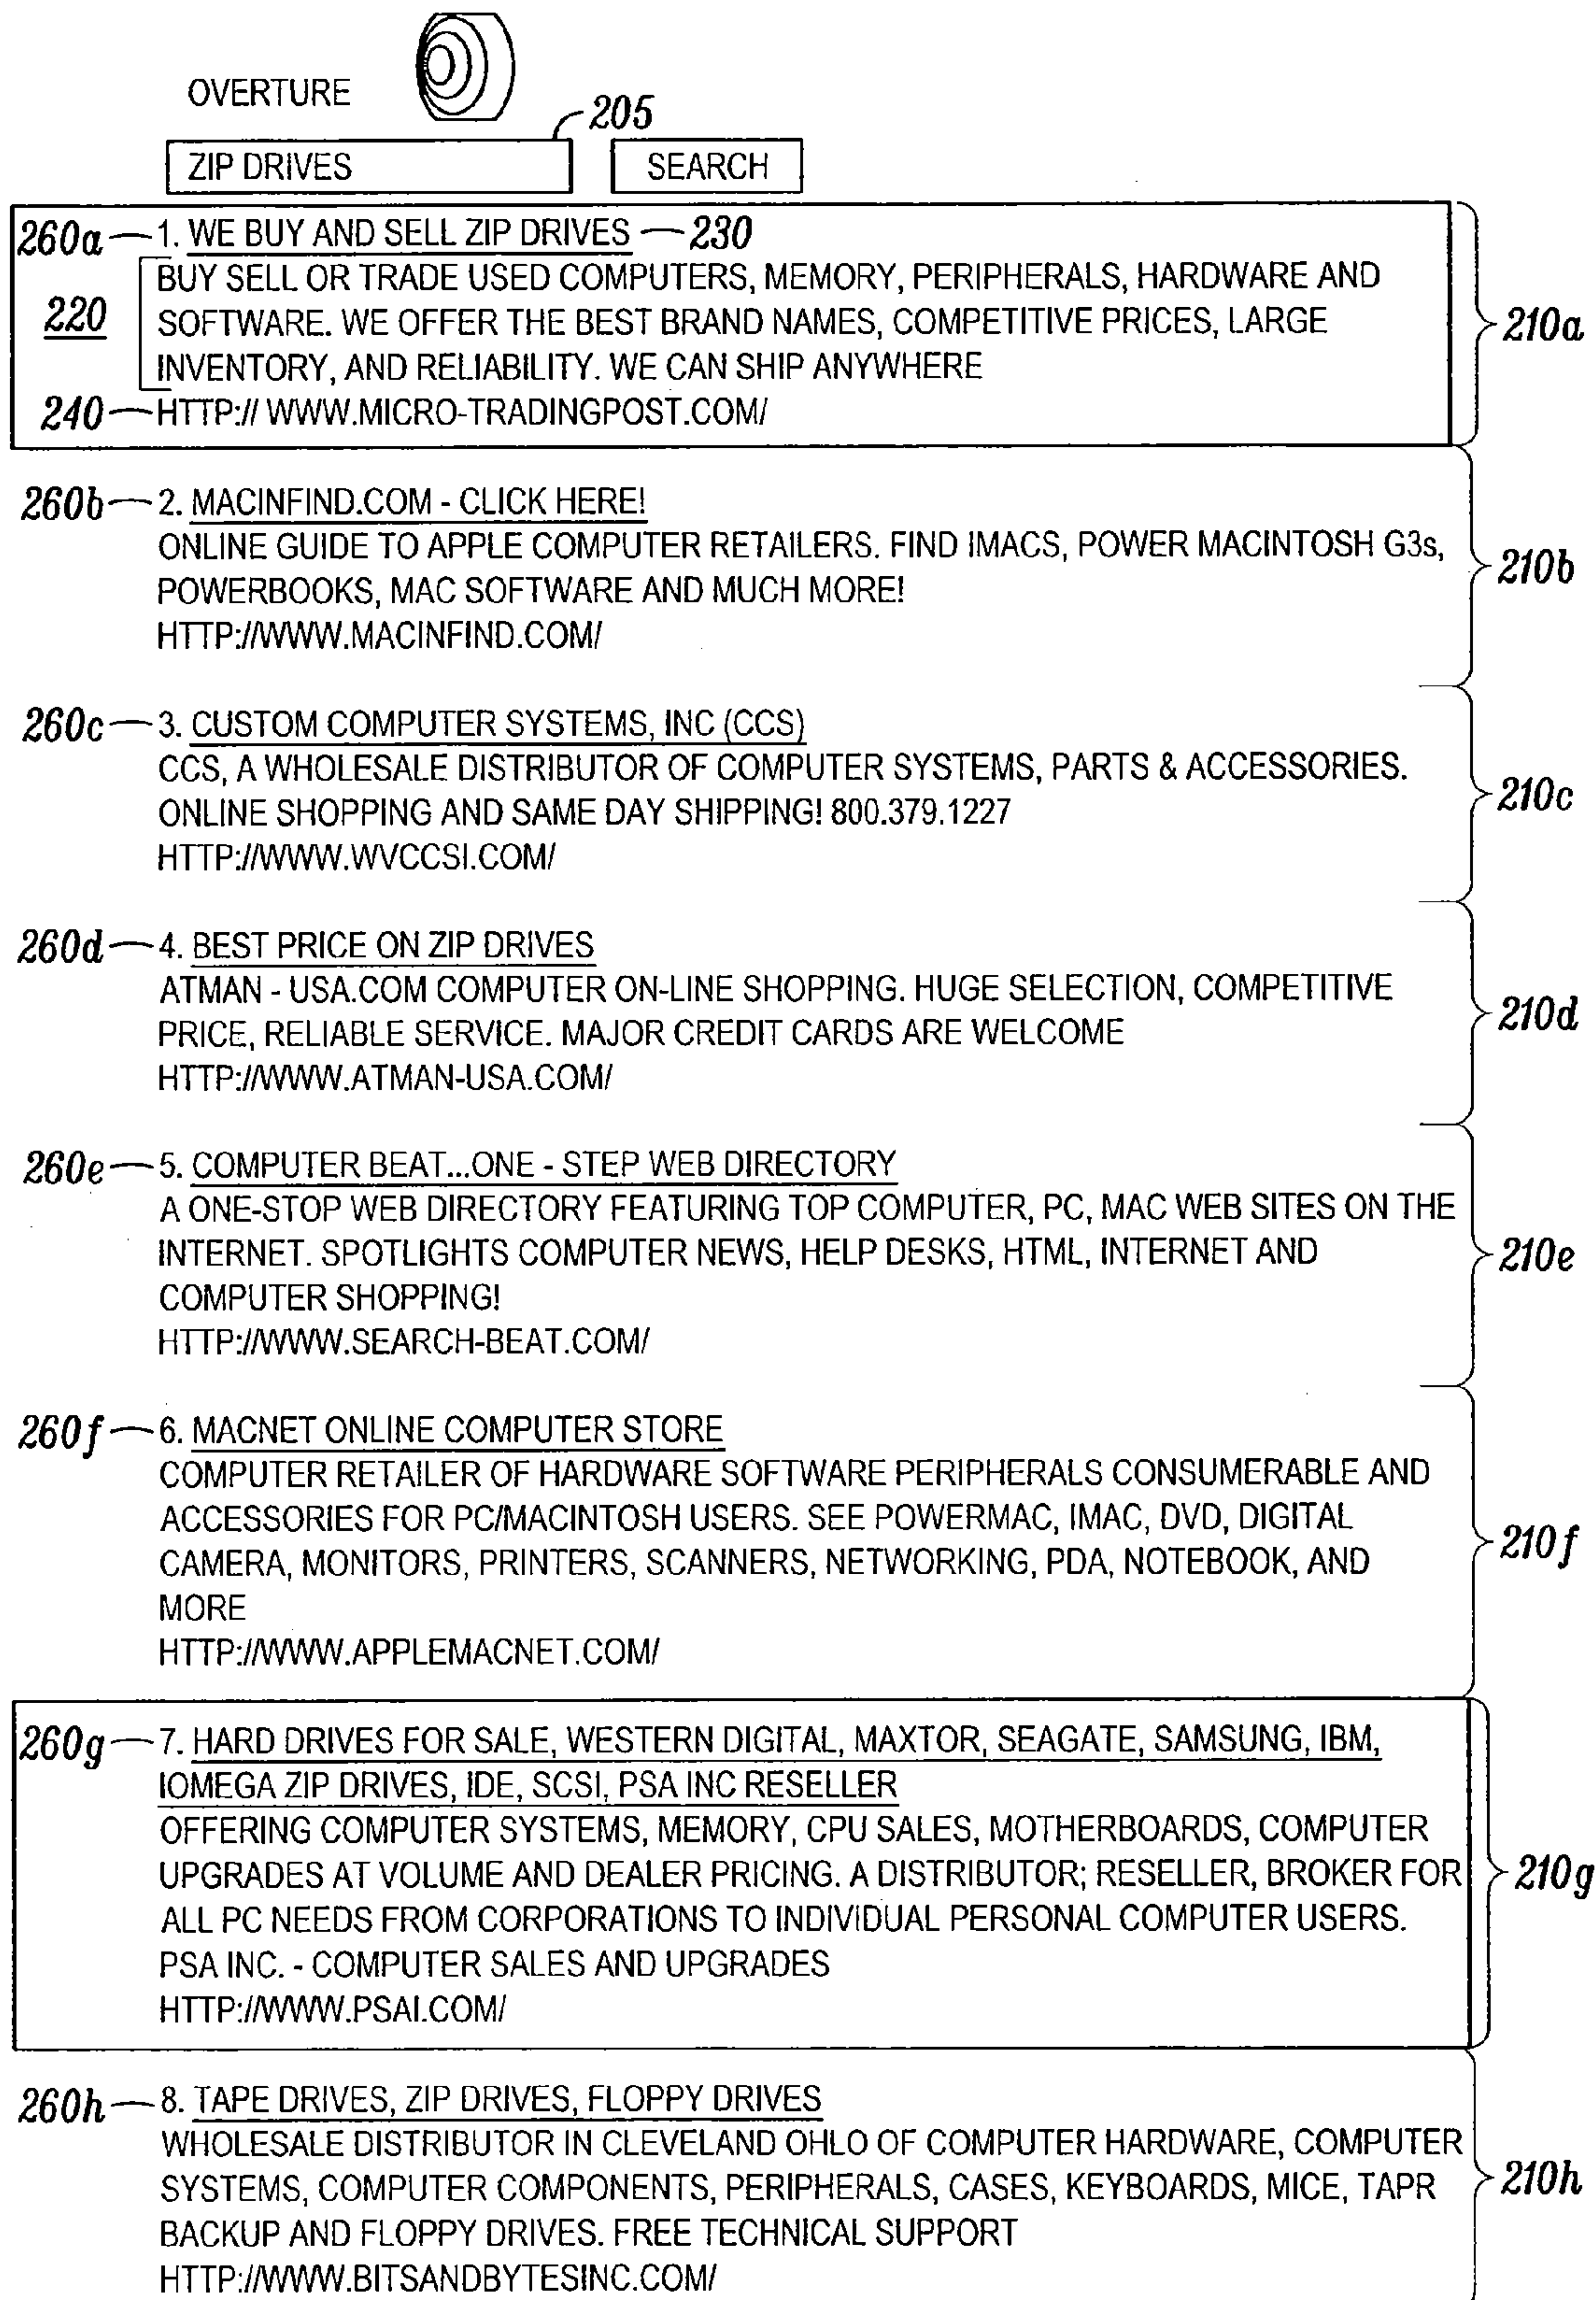 OVERTURE
205
ZIP DRIVES SEARCH
260a 1. WE BUY AND SELL ZIP DRIVES 230
BUY SELL OR TRADE USED COMPUTERS, MEMORY, PERIPHERALS, HARDWARE AND
220 SOFTWARE. WE OFFER THE BEST BRAND NAMES, COMPETITIVE PRICES, LARGE 210a
INVENTORY, AND RELIABILITY. WE CAN SHIP ANYWHERE
240 HTTP:// WWW.MICRO-TRADINGPOST.COM/
260b 2. MACINFIND.COM - CLICK HERE!
ONLINE GUIDE TO APPLE COMPUTER RETAILERS. FIND IMACS, POWER MACINTOSH G3s, 210b
POWERBOOKS, MAC SOFTWARE AND MUCH MORE!
HTTP://WWW.MACINFIND.COM/
260c 3. CUSTOM COMPUTER SYSTEMS, INC (CCS)
CCS, A WHOLESALE DISTRIBUTOR OF COMPUTER SYSTEMS, PARTS & ACCESSORIES. 210c
ONLINE SHOPPING AND SAME DAY SHIPPING! 800.379.1227
HTTP://WWW.WVCCSI.COM/
260d 4. BEST PRICE ON ZIP DRIVES
ATMAN - USA.COM COMPUTER ON-LINE SHOPPING. HUGE SELECTION, COMPETITIVE 210d
PRICE, RELIABLE SERVICE. MAJOR CREDIT CARDS ARE WELCOME
HTTP://WWW.ATMAN-USA.COM/
260e 5. COMPUTER BEAT...ONE - STEP WEB DIRECTORY
A ONE-STOP WEB DIRECTORY FEATURING TOP COMPUTER, PC, MAC WEB SITES ON THE
INTERNET. SPOTLIGHTS COMPUTER NEWS, HELP DESKS, HTML, INTERNET AND 210e
COMPUTER SHOPPING!
HTTP://WWW.SEARCH-BEAT.COM/
260f 6. MACNET ONLINE COMPUTER STORE
COMPUTER RETAILER OF HARDWARE SOFTWARE PERIPHERALS CONSUMERABLE AND
ACCESSORIES FOR PC/MACINTOSH USERS. SEE POWERMAC, IMAC, DVD, DIGITAL 210f
CAMERA, MONITORS, PRINTERS, SCANNERS, NETWORKING, PDA, NOTEBOOK, AND
MORE
HTTP://WWW.APPLEMACNET.COM/
260g 7. HARD DRIVES FOR SALE, WESTERN DIGITAL, MAXTOR, SEAGATE, SAMSUNG, IBM,
IOMEGA ZIP DRIVES, IDE, SCSI, PSA INC RESELLER
OFFERING COMPUTER SYSTEMS, MEMORY, CPU SALES, MOTHERBOARDS, COMPUTER
UPGRADES AT VOLUME AND DEALER PRICING. A DISTRIBUTOR; RESELLER, BROKER FOR 210g
ALL PC NEEDS FROM CORPORATIONS TO INDIVIDUAL PERSONAL COMPUTER USERS.
PSA INC. - COMPUTER SALES AND UPGRADES
HTTP://WWW.PSAI.COM/
260h 8. TAPE DRIVES, ZIP DRIVES, FLOPPY DRIVES
WHOLESALE DISTRIBUTOR IN CLEVELAND OHLO OF COMPUTER HARDWARE, COMPUTER
SYSTEMS, COMPUTER COMPONENTS, PERIPHERALS, CASES, KEYBOARDS, MICE, TAPR 210h
BACKUP AND FLOPPY DRIVES. FREE TECHNICAL SUPPORT
HTTP://WWW.BITSANDBYTESINC.COM/